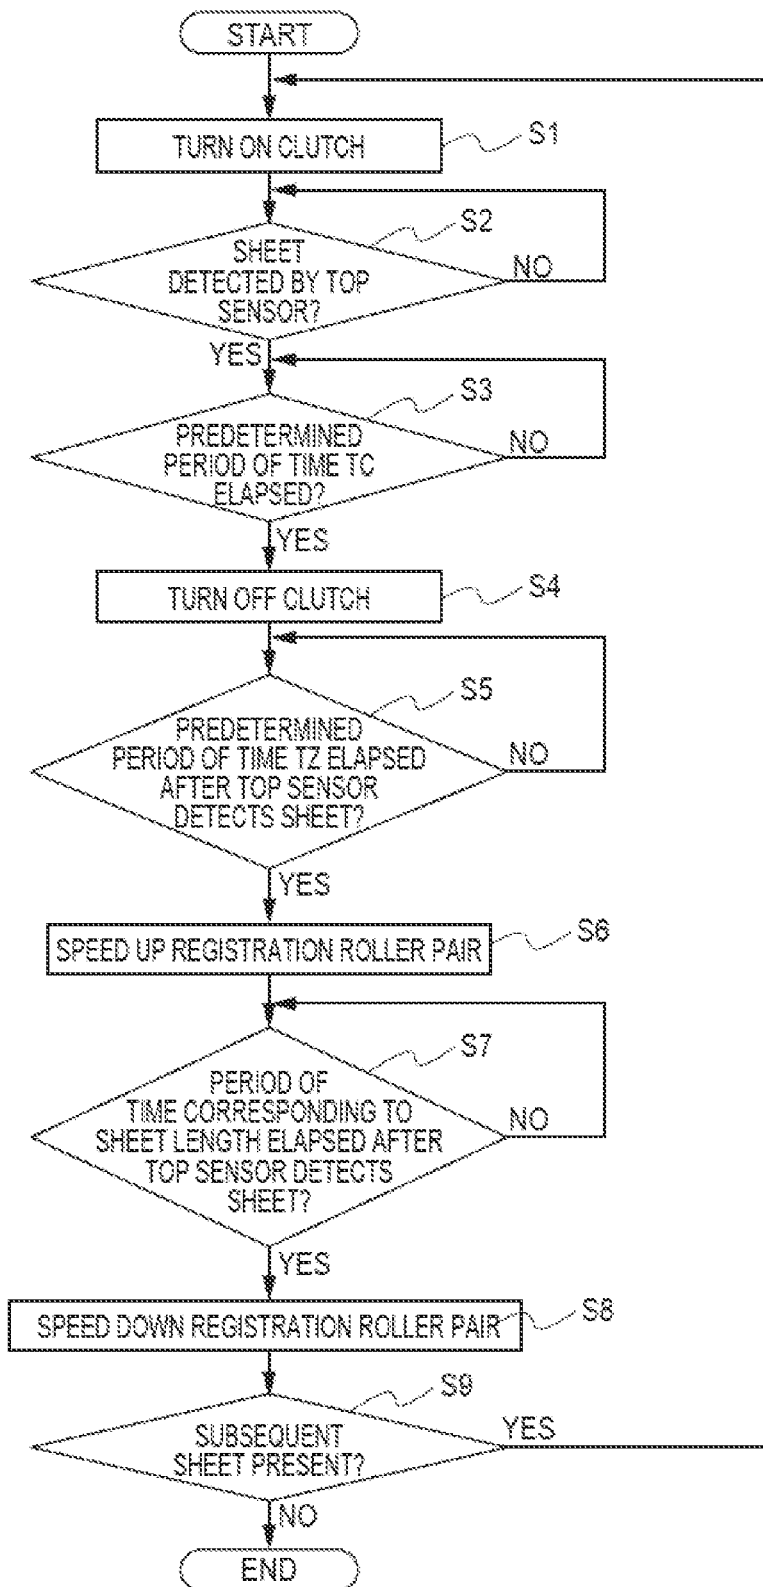 START
TURN ON CLUTCH
S1
S2
SHEET
DETECTED BY TOP
SENSOR?
NO
YES
S3
PREDETERMINED
PERIOD OF TIME TC
ELAPSED?
NO
YES
TURN OFF CLUTCH
S4
S5
PREDETERMINED
PERIOD OF TIME TZ ELAPSED
AFTER TOP SENSOR
DETECTS SHEET?
NO
YES
SPEED UP REGISTRATION ROLLER PAIR
S6
S7
PERIOD OF
TIME CORRESPONDING TO
SHEET LENGTH ELAPSED AFTER
TOP SENSOR DETECTS
SHEET?
NO
YES
SPEED DOWN REGISTRATION ROLLER PAIR
S8
S9
SUBSEQUENT
SHEET PRESENT?
YES
NO
END